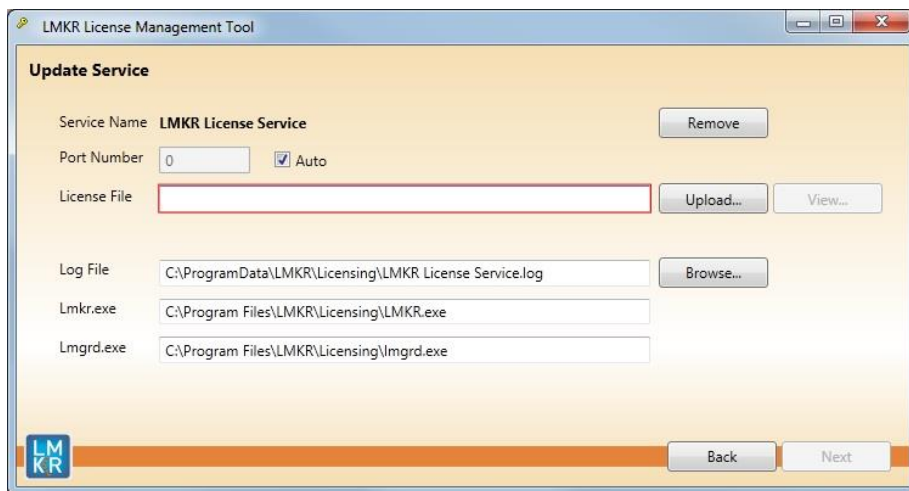 LMKR License Management Tool
Update Service
Service Name LMKR License Service Remove
Port Number 0 Auto
License File Upload... View...
Log File C:\ProgramData\LMKR\Licensing\LMKR License Service.log Browse...
Lmkr.exe C:\Program Files\LMKR\Licensing\LMKR.exe
Lmgrd.exe C:\Program Files\LMKR\Licensing\lmgrd.exe
LM
KR
Back Next